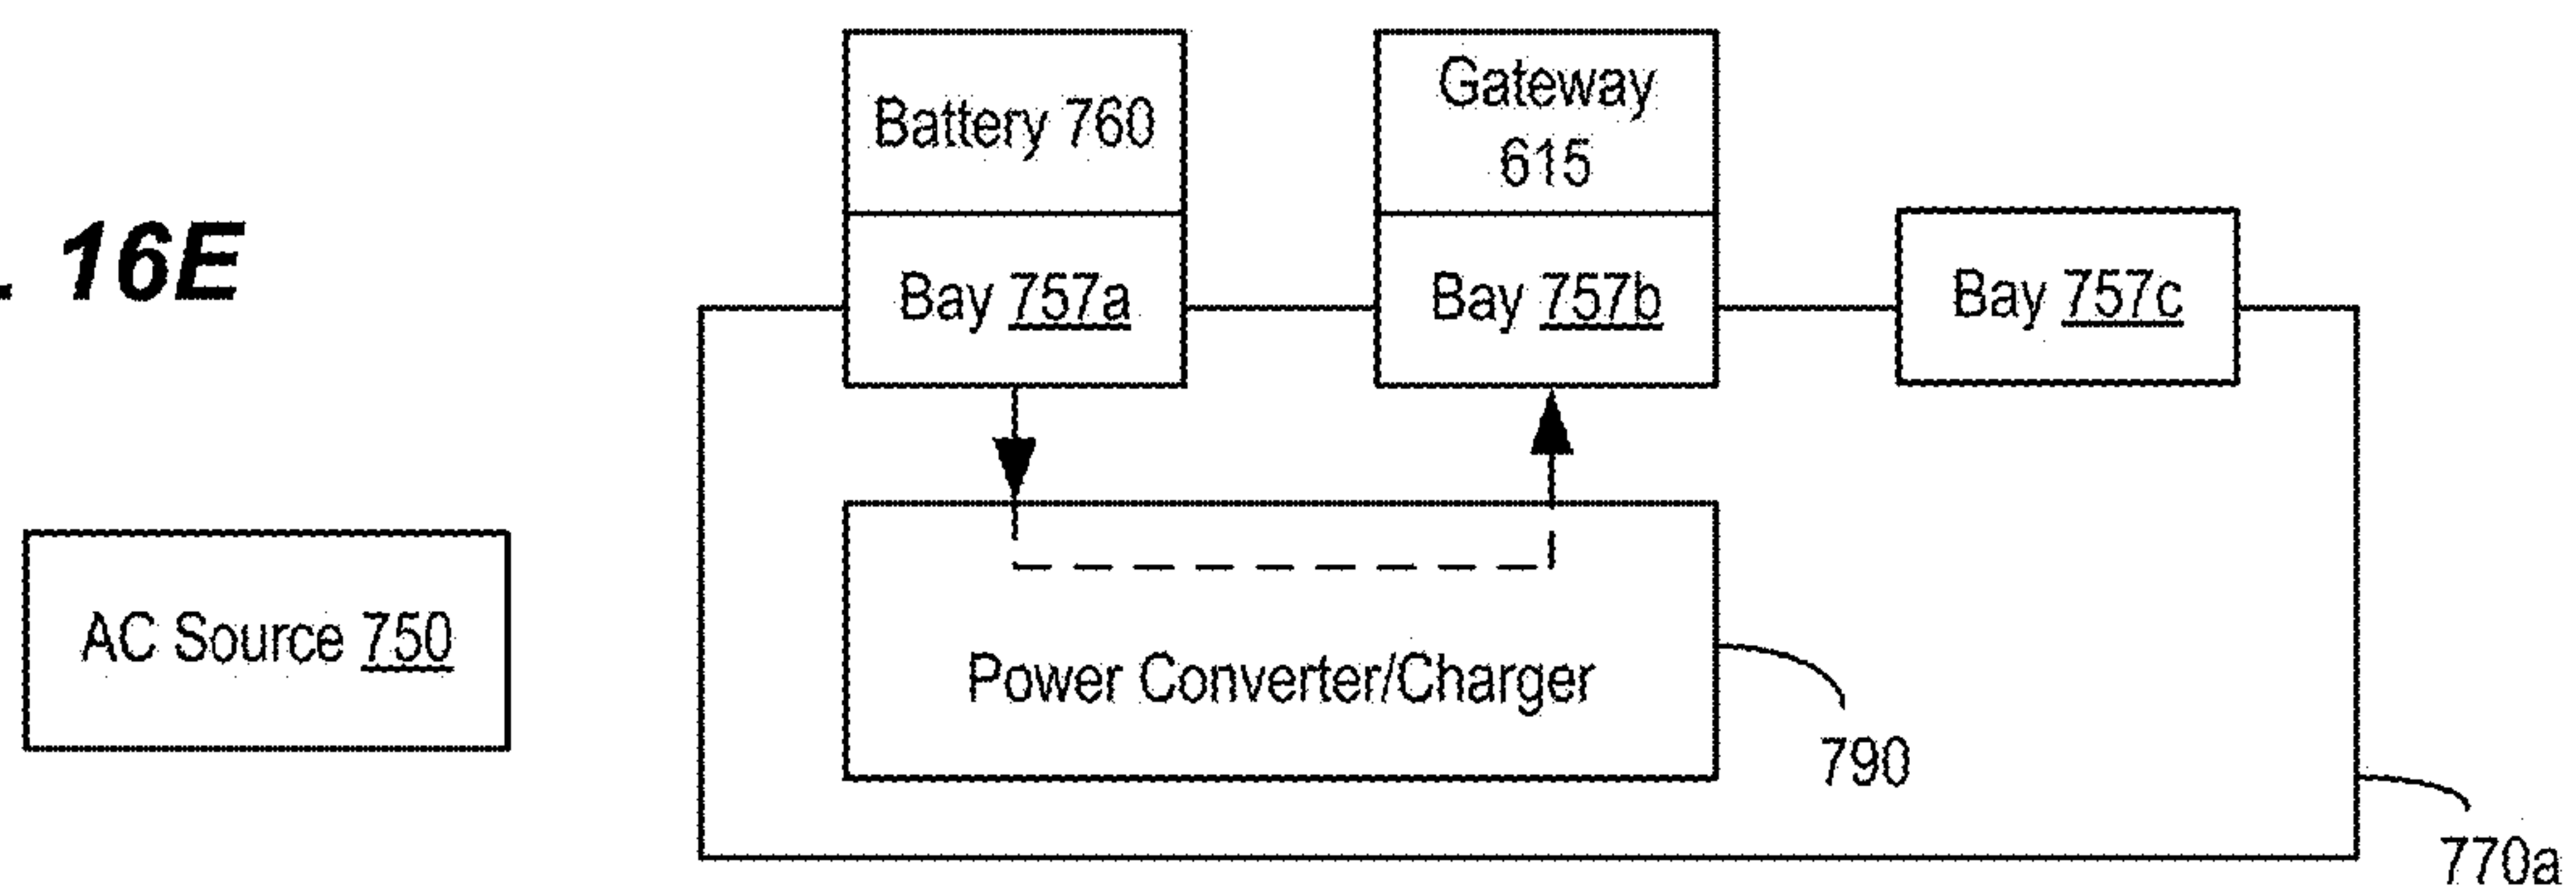 . 16E
Battery 760
Gateway
615
Bay 757a
Bay 757b
Bay 757c
AC Source 750
Power Converter/Charger
790
770a